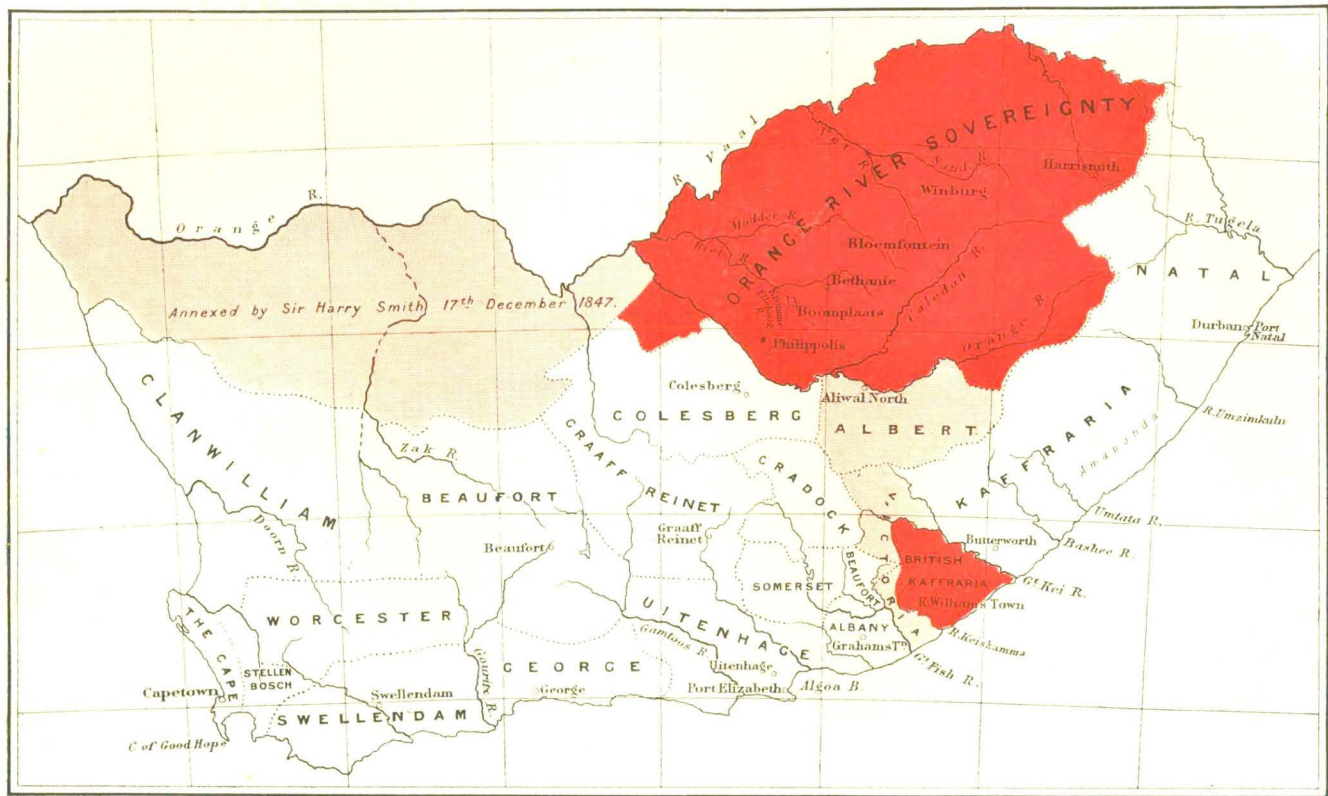 Orange R.
R Vaal
ORANGE RIVER SOVEREIGNTY
Vet R.
Sand R.
Harrismith
Winburg
R. Tugela
Modder R.
Riet R.
Bloemfontein
Bethanie
Caledon R.
NATAL
Annexed by Sir Harry Smith 17th December 1847.
Boomplaats
Orange R.
Durban
Port Natal
Philippolis
Colesberg
Aliwal North
CLANWILLIAM
COLESBERG
ALBERT
R. Umzimkulu
KAFFRARIA
Amaponda
Zak R.
GRAAFF REINET
CRADOCK
BEAUFORT
VICTORIA
Umtata R.
Doorn R
Graaff
Reinet
Beaufort
Butterworth
Bashee R.
BRITISH
KAFFRARIA
SOMERSET
BEAUFORT
Gt. Kei R.
K.Williams Town
THE CAPE
WORCESTER
UITENHAGE
ALBANY
R. Keiskamma
Gamtoos R.
Grahams Tn.
Gt. Fish R.
STELLEN
BOSCH
GEORGE
Uitenhage
Capetown
Swellendam
Gouritz R.
George
Port Elizabeth
Algoa B.
SWELLENDAM
C of Good Hope